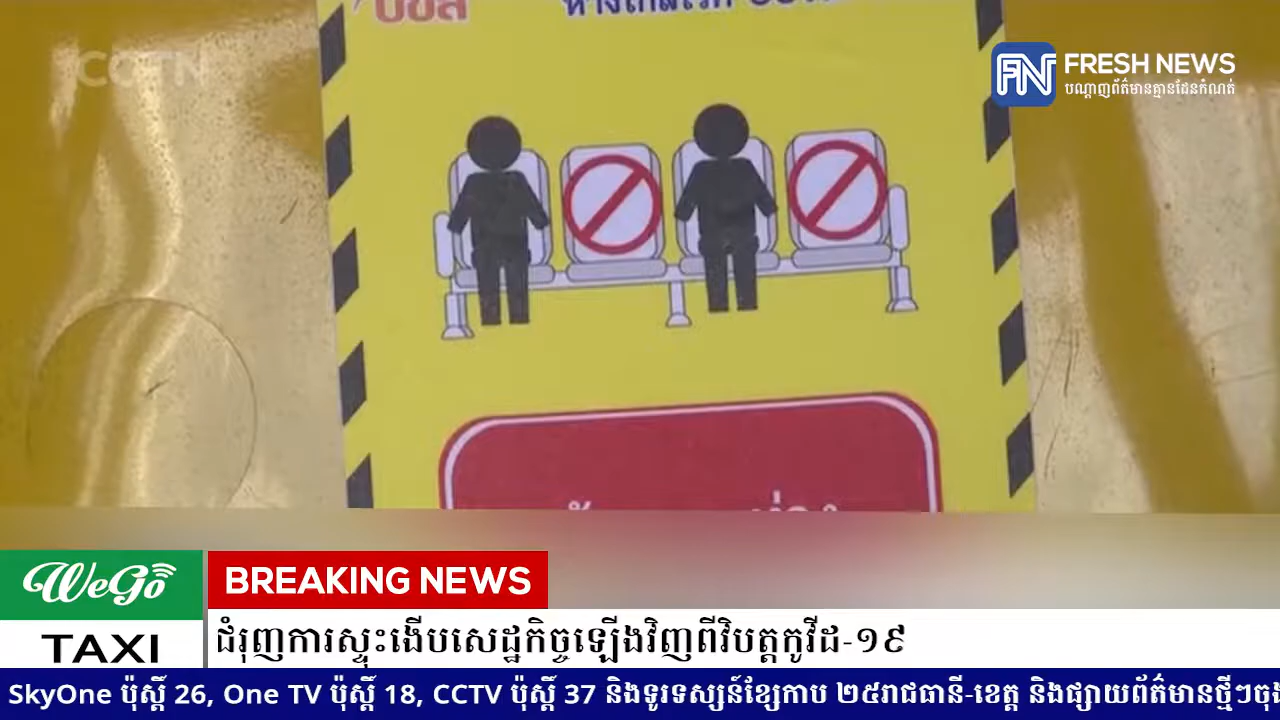 บขส
CCTN
FRESH NEWS
បណ្តាញព័ត៌មានគ្មានដែនកំណត់
WeGo
TAXI
BREAKING NEWS
ជំរុញការស្ទុះងើបសេដ្ឋកិច្ចឡើងវិញពីវិបត្តកូវីដ-១៩
SkyOne ប៉ុស្តិ៍ 26, One TV ប៉ុស្តិ៍ 18, CCTV ប៉ុស្តិ៍ 37 និងទូរទស្សន៍ខ្សែកាប ២៥រាជធានី-ខេត្ត និងផ្សាយព័ត៌មានថ្មីៗចុង